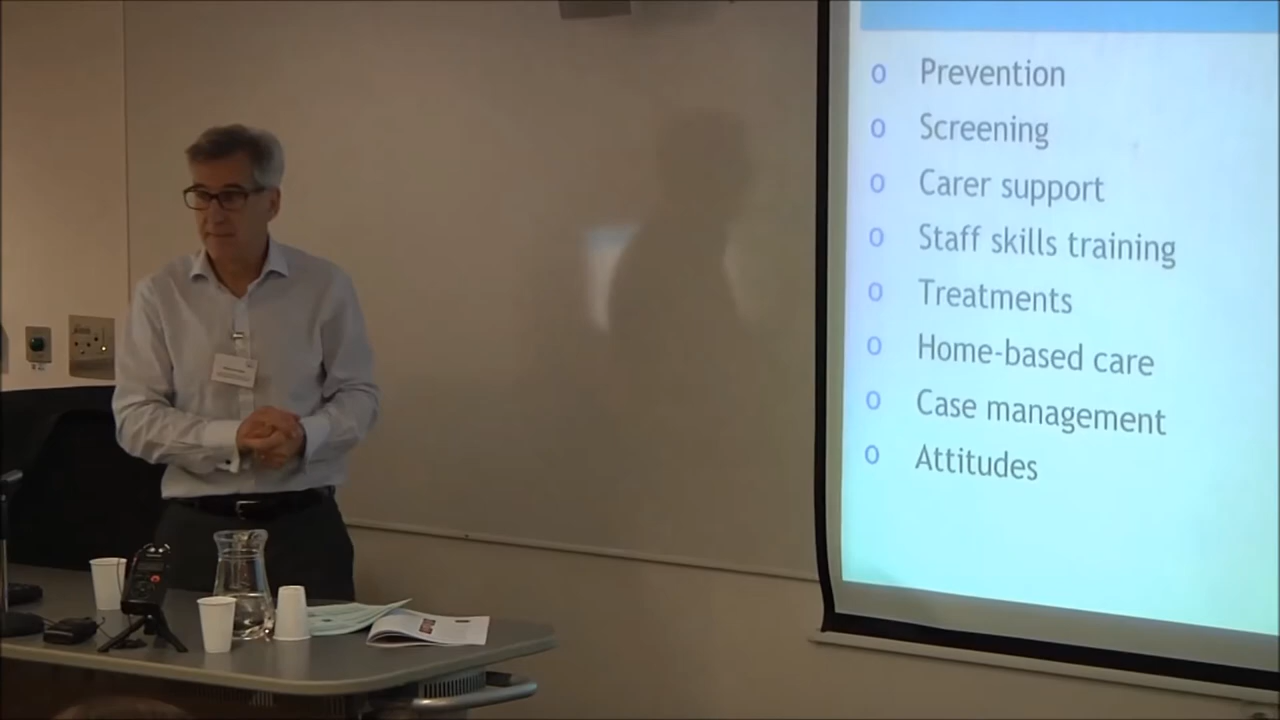 o Prevention
o Screening
o Carer support
o Staff skills training
o Treatments
o Home-based care
o Case management
o Attitudes